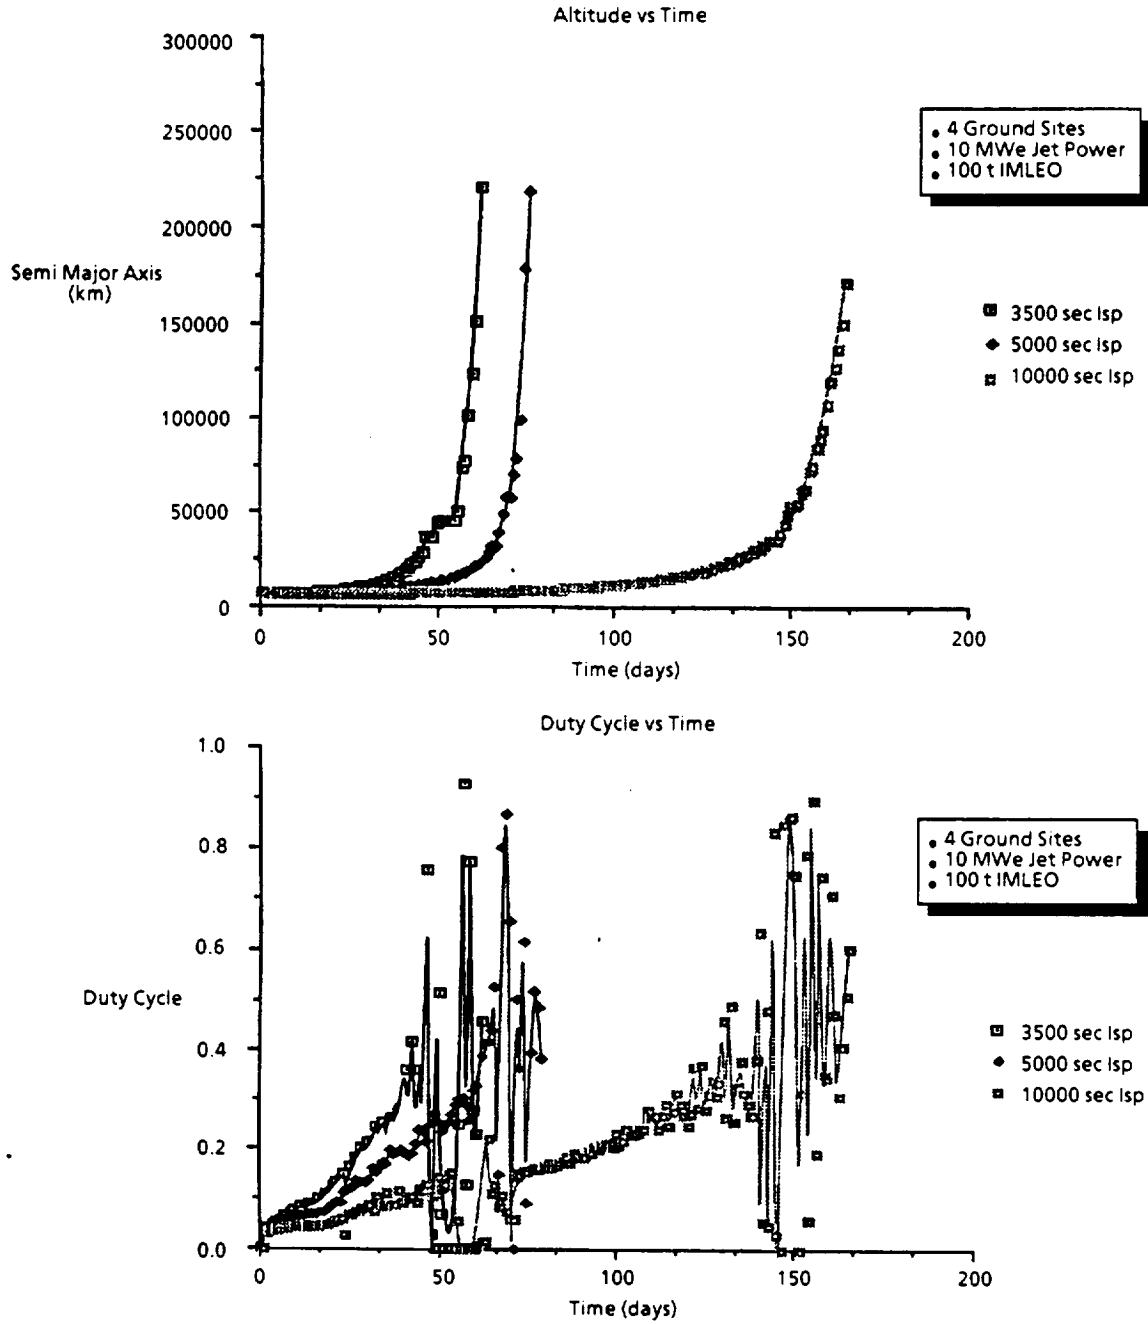 Altitude vs Time
300000
250000
200000
150000
100000
50000
0
Semi Major Axis
(km)
0
50
100
150
200
Time (days)
• 4 Ground Sites
• 10 MWe Jet Power
• 100 t IMLEO
3500 sec Isp
5000 sec Isp
10000 sec Isp
Duty Cycle vs Time
1.0
0.8
0.6
0.4
0.2
0.0
Duty Cycle
0
50
100
150
200
Time (days)
• 4 Ground Sites
• 10 MWe Jet Power
• 100 t IMLEO
3500 sec Isp
5000 sec Isp
10000 sec Isp